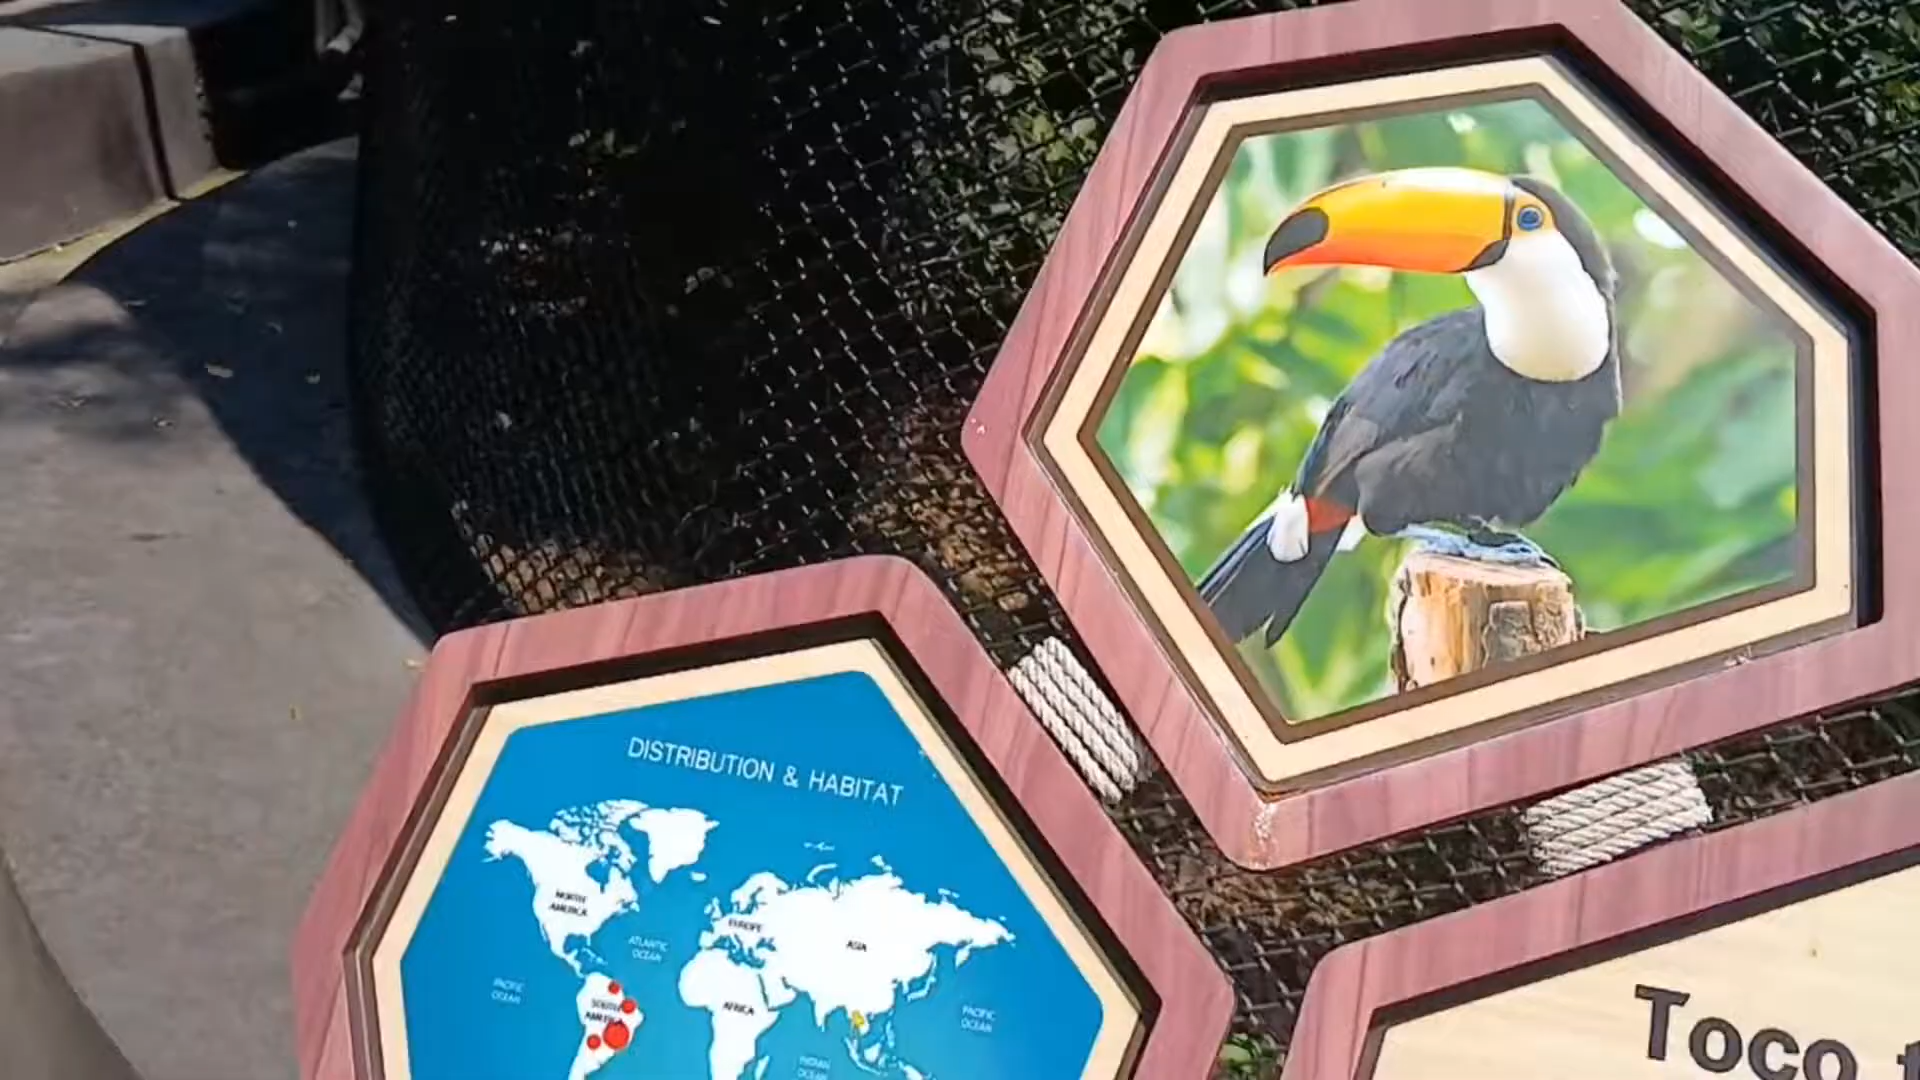 DISTRIBUTION & HABITAT
NORTH
AMERICA
EUROPE
ASIA
ATLANTIC
OCEAN
PACIFIC
OCEAN
SOUTH
AMERICA
AFRICA
PACIFIC
OCEAN
INDIAN
OCEAN
Toco